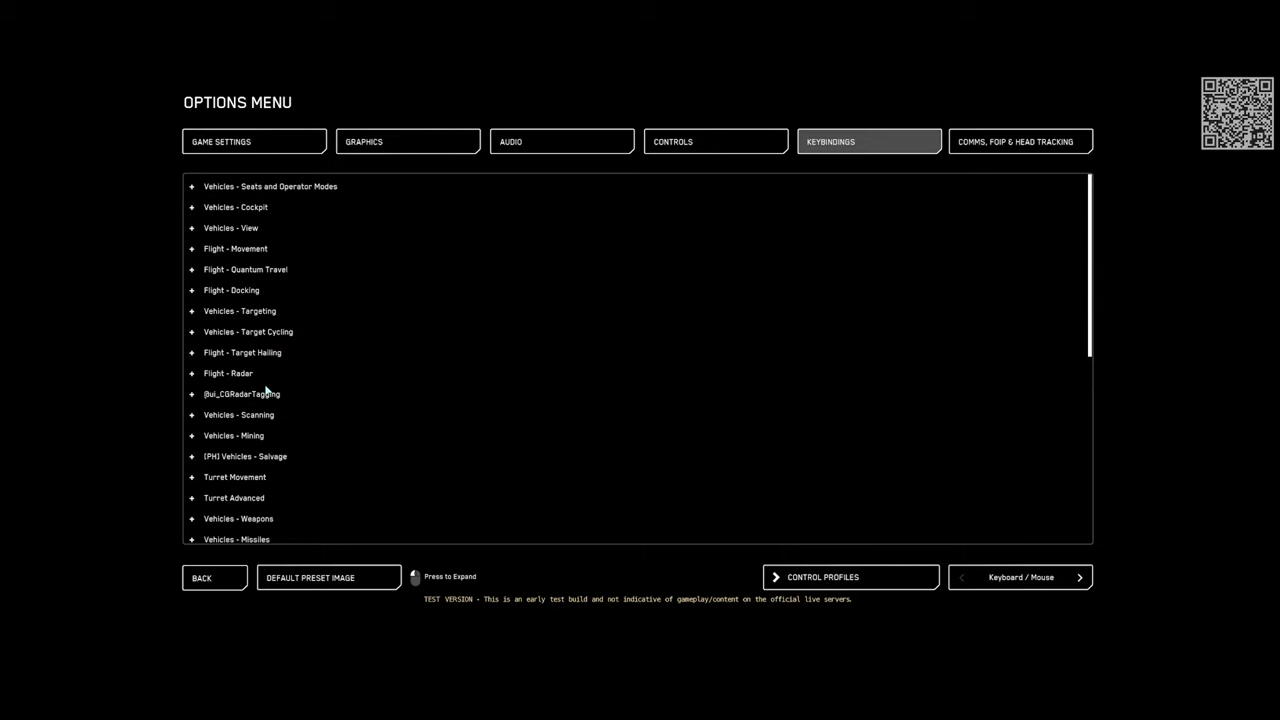 OPTIONS MENU
GAME SETTINGS
GRAPHICS
AUDIO
CONTROLS
KEYBINDINGS
COMMS, FOIP & HEAD TRACKING
+ Vehicles - Seats and Operator Modes
+ Vehicles - Cockpit
+ Vehicles - View
+ Flight - Movement
+ Flight - Quantum Travel
+ Flight - Docking
+ Vehicles - Targeting
+ Vehicles - Target Cycling
+ Flight - Target Hailing
+ Flight - Radar
+ @ui_CGRadarTagging
+ Vehicles - Scanning
+ Vehicles - Mining
+ [PH] Vehicles - Salvage
+ Turret Movement
+ Turret Advanced
+ Vehicles - Weapons
+ Vehicles - Missiles
BACK
DEFAULT PRESET IMAGE
Press to Expand
CONTROL PROFILES
Keyboard / Mouse
TEST VERSION - This is an early test build and not indicative of gameplay/content on the official live servers.